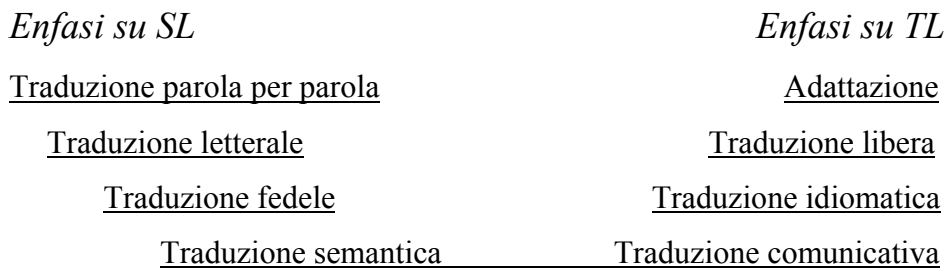 Enfasi su SL Enfasi su TL
Traduzione parola per parola Adattazione
Traduzione letterale Traduzione libera
Traduzione fedele Traduzione idiomatica
Traduzione semantica Traduzione comunicativa